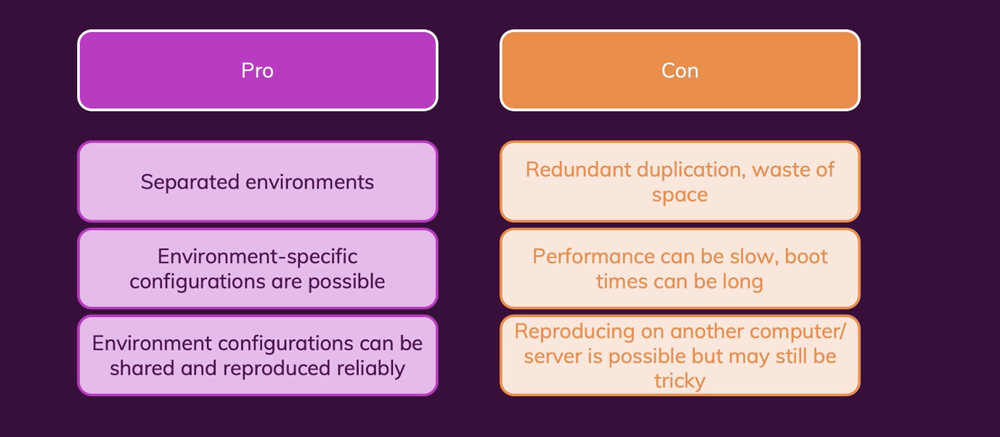 Pro
Con
Separated environments
Redundant duplication, waste of
space
Environment-specific
configurations are possible
Performance can be slow, boot
times can be long
Environment configurations can be
shared and reproduced reliably
Reproducing on another computer/
server is possible but may still be
tricky